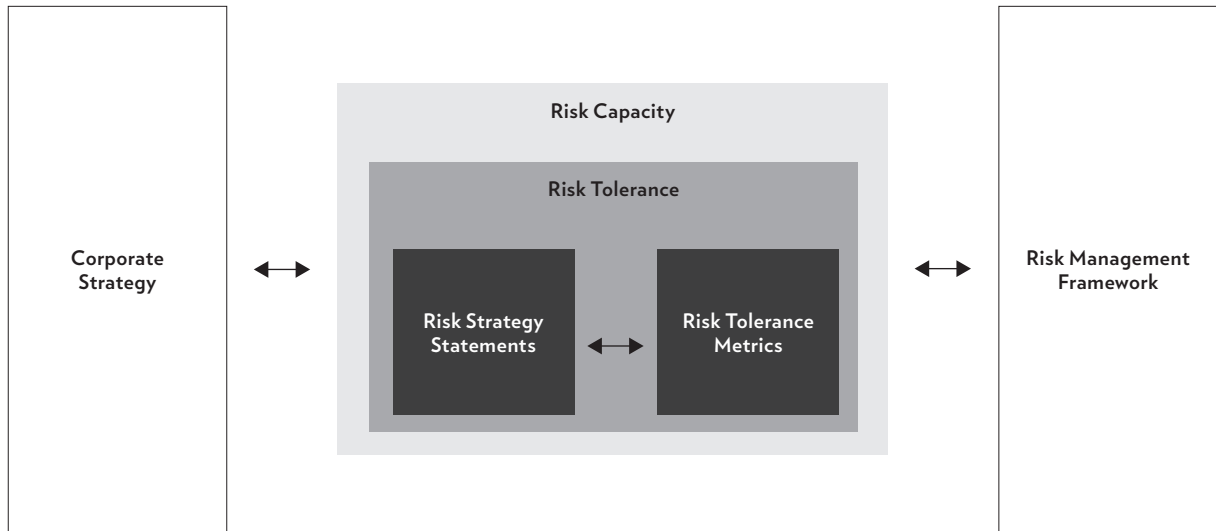 Risk Capacity
Risk Tolerance
Corporate
Strategy
Risk Strategy
Statements
Risk Tolerance
Metrics
Risk Management
Framework